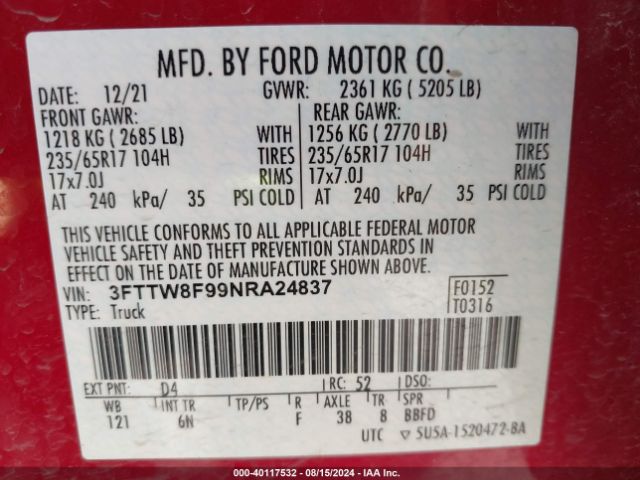 MFD. BY FORD MOTOR CO.
DATE: 12/21 GVWR: 2361 KG ( 5205 LB)
FRONT GAWR: REAR GAWR:
1218 KG ( 2685 LB) WITH 1256 KG ( 2770 LB) WITH
235/65R17 104H TIRES 235/65R17 104H TIRES
17x7.0J RIMS 17x7.0J RIMS
AT 240 kPa/ 35 PSI COLD AT 240 kPa/ 35 PSI COLD
THIS VEHICLE CONFORMS TO ALL APPLICABLE FEDERAL MOTOR
VEHICLE SAFETY AND THEFT PREVENTION STANDARDS IN
EFFECT ON THE DATE OF MANUFACTURE SHOWN ABOVE.
VIN: 3FTTW8F99NRA24837 F0152
TYPE: Truck T0316
EXT PNT: D4 RC: 52 DSO:
WB INT TR TP/PS R AXLE TR SPR
121 6N F 38 8 BBFD
UTC ▽ 5U5A-1520472-BA
000-40117532 - 08/15/2024 - IAA Inc.